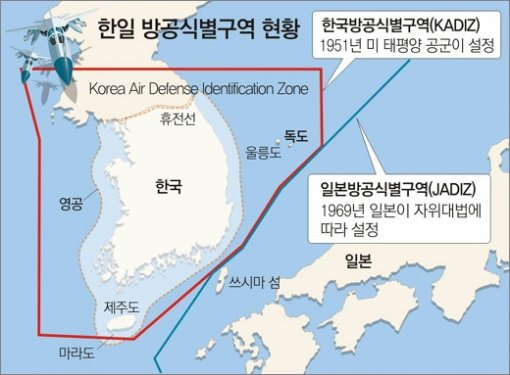 한일 방공식별구역 현황
한국방공식별구역(KADIZ)
1951년 미 태평양 공군이 설정
Korea Air Defense Identification Zone
휴전선
울릉도
독도
한국
영공
일본방공식별구역(JADIZ)
1969년 일본이 자위대법에
따라 설정
일본
쓰시마 섬
제주도
마라도